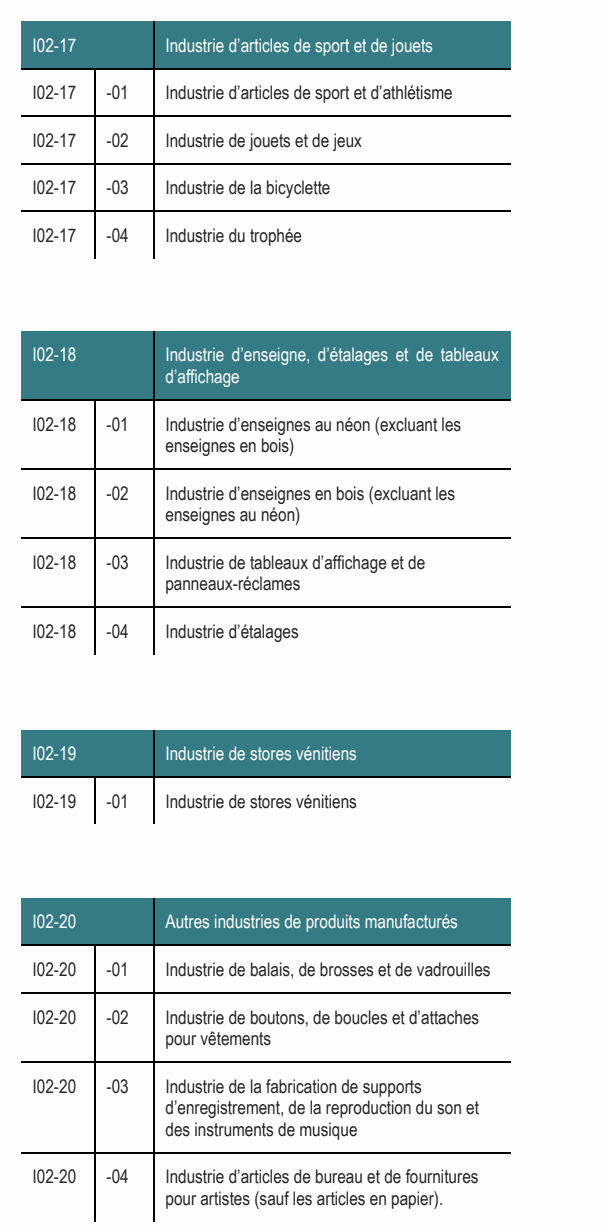 I02-17 Industrie d'articles de sport et de jouets
I02-17 -01 Industrie d'articles de sport et d'athlétisme
I02-17 -02 Industrie de jouets et de jeux
I02-17 -03 Industrie de la bicyclette
I02-17 -04 Industrie du trophée
I02-18 Industrie d'enseigne, d'étalages et de tableaux
d'affichage
I02-18 -01 Industrie d'enseignes au néon (excluant les
enseignes en bois)
I02-18 -02 Industrie d'enseignes en bois (excluant les
enseignes au néon)
I02-18 -03 Industrie de tableaux d'affichage et de
panneaux-réclames
I02-18 -04 Industrie d'étalages
I02-19 Industrie de stores vénitiens
I02-19 -01 Industrie de stores vénitiens
I02-20 Autres industries de produits manufacturés
I02-20 -01 Industrie de balais, de brosses et de vadrouilles
I02-20 -02 Industrie de boutons, de boucles et d'attaches
pour vêtements
I02-20 -03 Industrie de la fabrication de supports
d'enregistrement, de la reproduction du son et
des instruments de musique
I02-20 -04 Industrie d'articles de bureau et de fournitures
pour artistes (sauf les articles en papier).